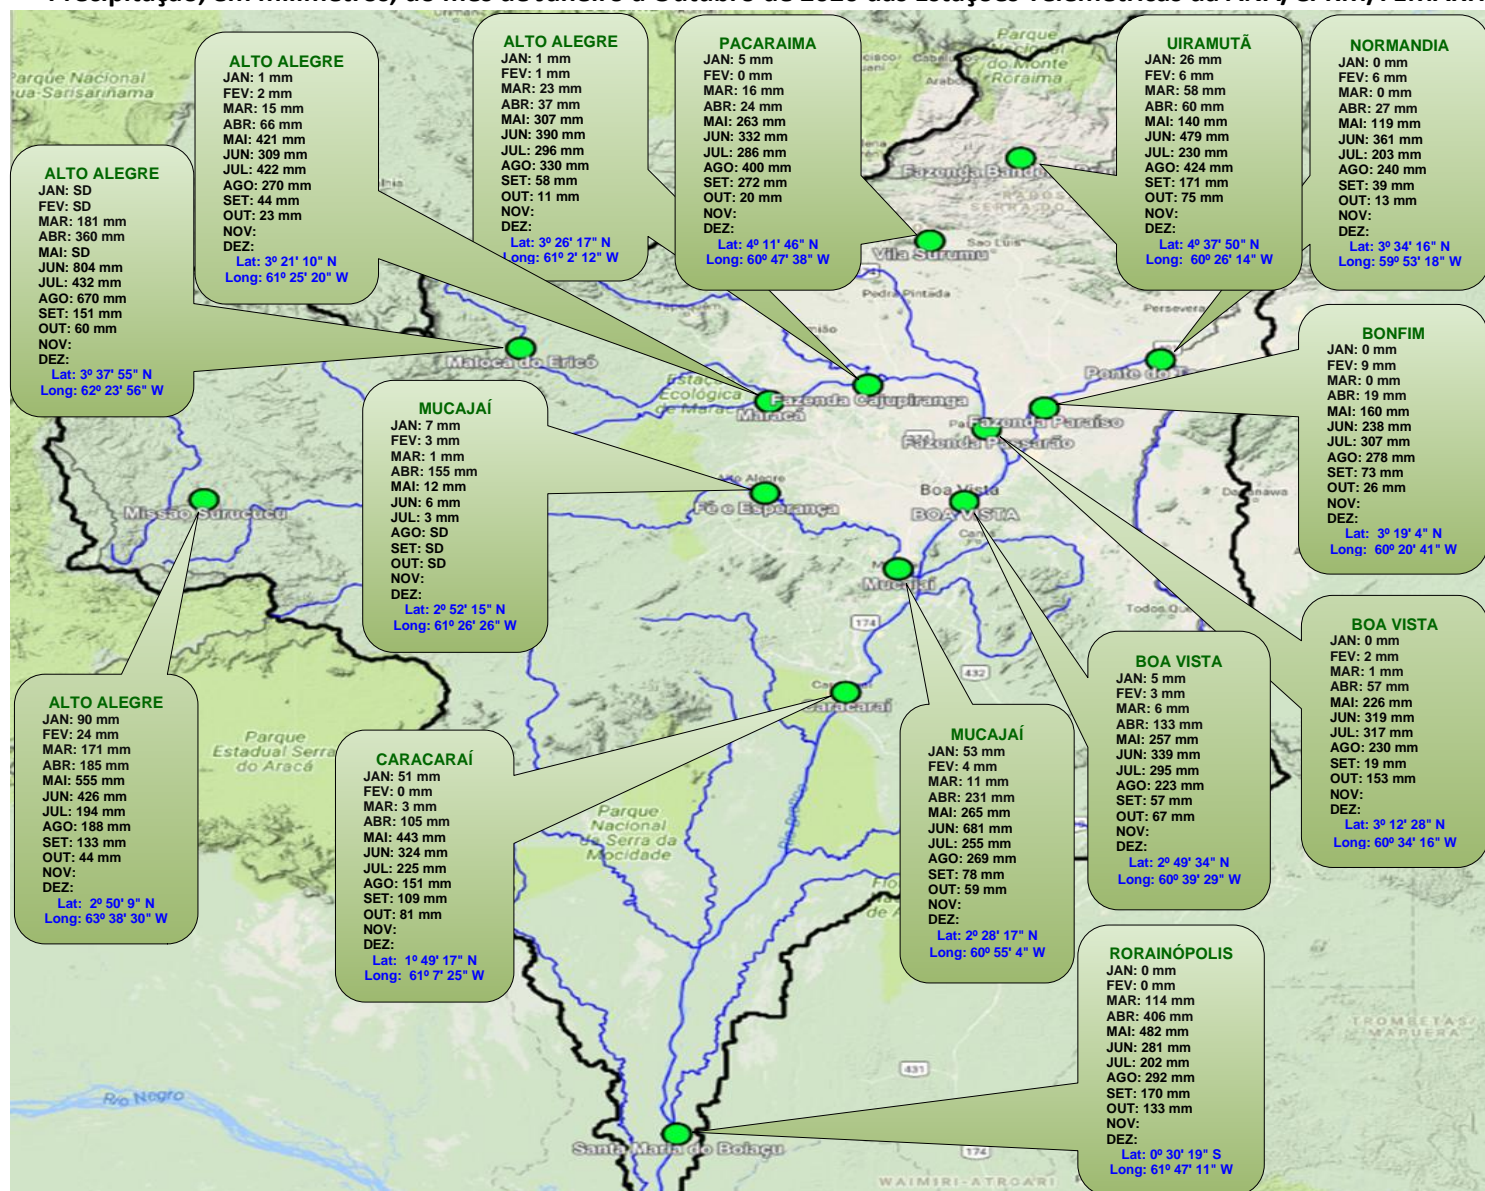 ALTO ALEGRE
JAN: SD
FEV: SD
MAR: 181 mm
ABR: 360 mm
MAI: SD
JUN: 804 mm
JUL: 432 mm
AGO: 670 mm
SET: 151 mm
OUT: 60 mm
NOV:
DEZ:
Lat: 3º 37' 55" N
Long: 62º 23' 56" W
ALTO ALEGRE
JAN: 1 mm
FEV: 2 mm
MAR: 15 mm
ABR: 66 mm
MAI: 421 mm
JUN: 309 mm
JUL: 422 mm
AGO: 270 mm
SET: 44 mm
OUT: 23 mm
NOV:
DEZ:
Lat: 3º 21' 10" N
Long: 61º 25' 20" W
ALTO ALEGRE
JAN: 1 mm
FEV: 1 mm
MAR: 23 mm
ABR: 37 mm
MAI: 307 mm
JUN: 390 mm
JUL: 296 mm
AGO: 330 mm
SET: 58 mm
OUT: 11 mm
NOV:
DEZ:
Lat: 3º 26' 17" N
Long: 61º 2' 12" W
PACARAIMA
JAN: 5 mm
FEV: 0 mm
MAR: 16 mm
ABR: 24 mm
MAI: 263 mm
JUN: 332 mm
JUL: 286 mm
AGO: 400 mm
SET: 272 mm
OUT: 20 mm
NOV:
DEZ:
Lat: 4º 11' 46" N
Long: 60º 47' 38" W
UIRAMUTÃ
JAN: 26 mm
FEV: 6 mm
MAR: 58 mm
ABR: 60 mm
MAI: 140 mm
JUN: 479 mm
JUL: 230 mm
AGO: 424 mm
SET: 171 mm
OUT: 75 mm
NOV:
DEZ:
Lat: 4º 37' 50" N
Long: 60º 26' 14" W
NORMANDIA
JAN: 0 mm
FEV: 6 mm
MAR: 0 mm
ABR: 27 mm
MAI: 119 mm
JUN: 361 mm
JUL: 203 mm
AGO: 240 mm
SET: 39 mm
OUT: 13 mm
NOV:
DEZ:
Lat: 3º 34' 16" N
Long: 59º 53' 18" W
BONFIM
JAN: 0 mm
FEV: 9 mm
MAR: 0 mm
ABR: 19 mm
MAI: 160 mm
JUN: 238 mm
JUL: 307 mm
AGO: 278 mm
SET: 73 mm
OUT: 26 mm
NOV:
DEZ:
Lat: 3º 19' 4" N
Long: 60º 20' 41" W
MUCAJAÍ
JAN: 7 mm
FEV: 3 mm
MAR: 1 mm
ABR: 155 mm
MAI: 12 mm
JUN: 6 mm
JUL: 3 mm
AGO: SD
SET: SD
OUT: SD
NOV:
DEZ:
Lat: 2º 52' 15" N
Long: 61º 26' 26" W
ALTO ALEGRE
JAN: 90 mm
FEV: 24 mm
MAR: 171 mm
ABR: 185 mm
MAI: 555 mm
JUN: 426 mm
JUL: 194 mm
AGO: 188 mm
SET: 133 mm
OUT: 44 mm
NOV:
DEZ:
Lat: 2º 50' 9" N
Long: 63º 38' 30" W
CARACARAÍ
JAN: 51 mm
FEV: 0 mm
MAR: 3 mm
ABR: 105 mm
MAI: 443 mm
JUN: 324 mm
JUL: 225 mm
AGO: 151 mm
SET: 109 mm
OUT: 81 mm
NOV:
DEZ:
Lat: 1º 49' 17" N
Long: 61º 7' 25" W
MUCAJAÍ
JAN: 53 mm
FEV: 4 mm
MAR: 11 mm
ABR: 231 mm
MAI: 265 mm
JUN: 681 mm
JUL: 255 mm
AGO: 269 mm
SET: 78 mm
OUT: 59 mm
NOV:
DEZ:
Lat: 2º 28' 17" N
Long: 60º 55' 4" W
BOA VISTA
JAN: 5 mm
FEV: 3 mm
MAR: 6 mm
ABR: 133 mm
MAI: 257 mm
JUN: 339 mm
JUL: 295 mm
AGO: 223 mm
SET: 57 mm
OUT: 67 mm
NOV:
DEZ:
Lat: 2º 49' 34" N
Long: 60º 39' 29" W
BOA VISTA
JAN: 0 mm
FEV: 2 mm
MAR: 1 mm
ABR: 57 mm
MAI: 226 mm
JUN: 319 mm
JUL: 317 mm
AGO: 230 mm
SET: 19 mm
OUT: 153 mm
NOV:
DEZ:
Lat: 3º 12' 28" N
Long: 60º 34' 16" W
RORAINÓPOLIS
JAN: 0 mm
FEV: 0 mm
MAR: 114 mm
ABR: 406 mm
MAI: 482 mm
JUN: 281 mm
JUL: 202 mm
AGO: 292 mm
SET: 170 mm
OUT: 133 mm
NOV:
DEZ:
Lat: 0º 30' 19" S
Long: 61º 47' 11" W
Parque
do Monte
Roraima
Vila Surumu
Sao Luis
Pedra Pintada
Maloca do Ericó
Ecológica
Maracá
Fazenda Cajupiranga
Ponte do
Fazenda Paraíso
Fazenda Passarão
Missão Surucucu
Fé e Esperança
Boa Vista
BOA VISTA
Mucajaí
Todos
174
432
Caracaraí
Parque
Estadual Serra
do Aracá
Parque
Nacional
da Serra da
Mocidade
Rio Branco
Rio Negro
431
174
Santa Maria do Boiaçu
WAIMIRI-ATROARI
TROMBETAS/
MAPUERA